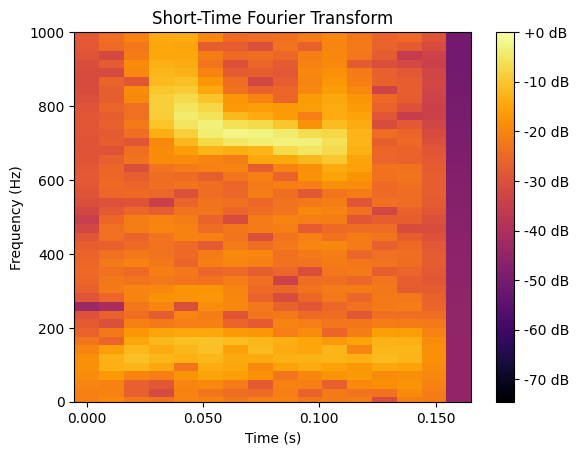 Short-Time Fourier Transform
1000
800
600
400
200
0
Frequency (Hz)
0.000
0.050
0.100
0.150
Time (s)
+0 dB
-10 dB
-20 dB
-30 dB
-40 dB
-50 dB
-60 dB
-70 dB